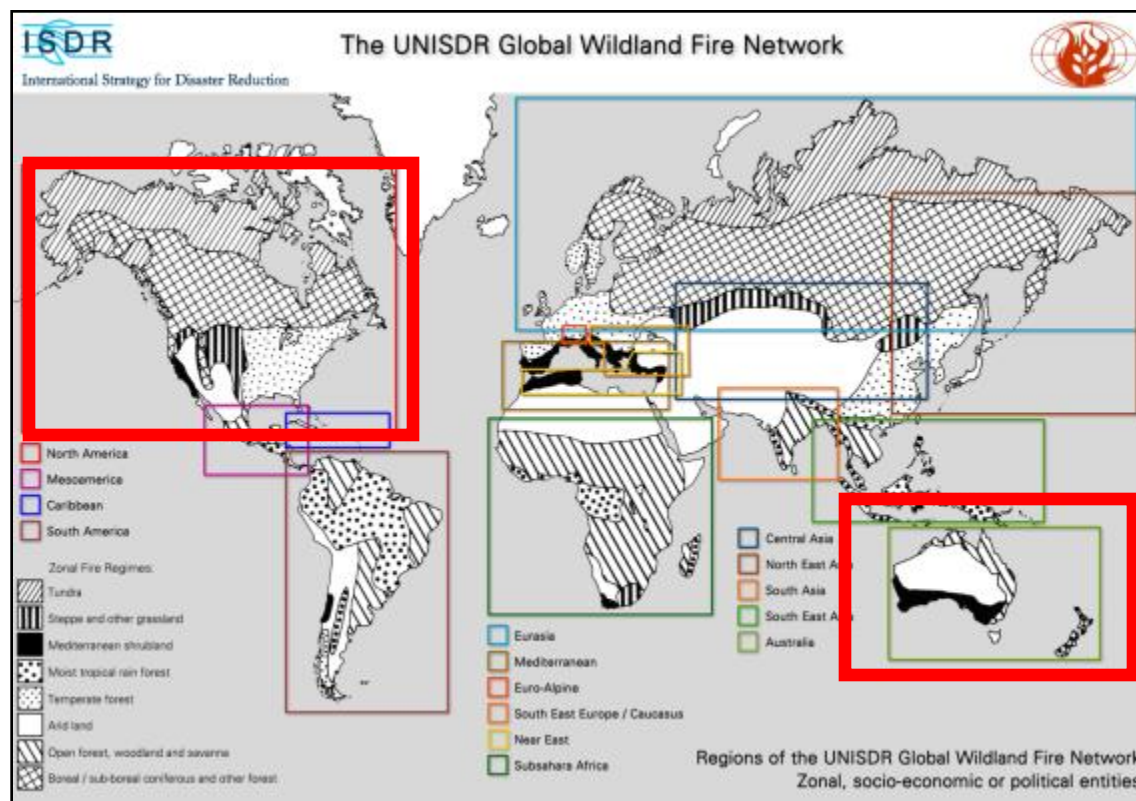 ISDR
International Strategy for Disaster Reduction
The UNISDR Global Wildland Fire Network
North America
Mesoamerica
Caribbean
South America
Zonal Fire Regimes:
Tundra
Steppe and other grassland
Mediterranean shrubland
Moist tropical rain forest
Temperate forest
Arid land
Open forest, woodland and savanna
Boreal / sub-boreal coniferous and other forest
Eurasia
Mediterranean
Euro-Alpine
South East Europe / Caucasus
Near East
Subsahara Africa
Central Asia
North East A
South Asia
South East A
Australia
Regions of the UNISDR Global Wildland Fire Network
Zonal, socio-economic or political entities